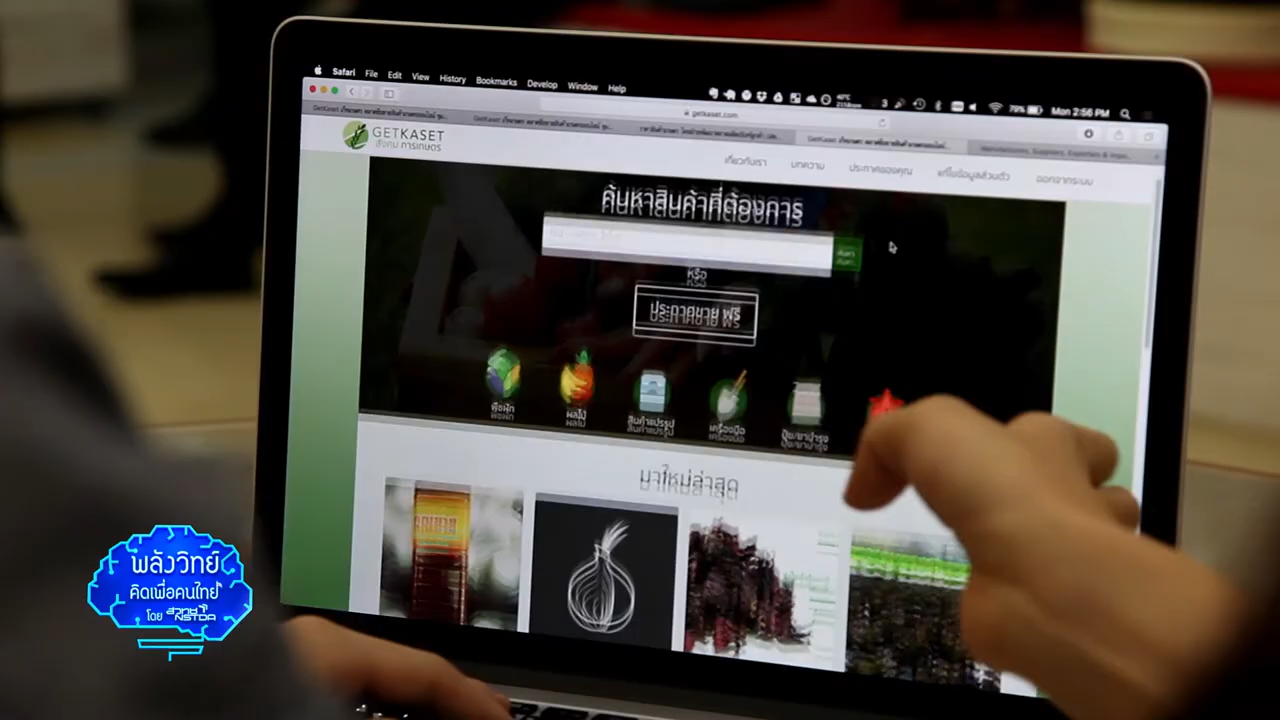 Safari File Edit View History Bookmarks Develop Window Help
Mon 2:56 PM
getkaset.com
GETKASET
สังคม การเกษตร
เกี่ยวกับเรา บทความ ประกาศของคุณ แก้ไขข้อมูลส่วนตัว ออกจากระบบ
ค้นหาสินค้าที่ต้องการ
ค้นหา
หรือ
ประกาศขาย ฟรี
พืชผัก ผลไม้ สินค้าแปรรูป เครื่องมือ ปุ๋ย/ยาบำรุง
มาใหม่ล่าสุด
พลังวิทย์
คิดเพื่อคนไทย
โดย สวทช NSTDA